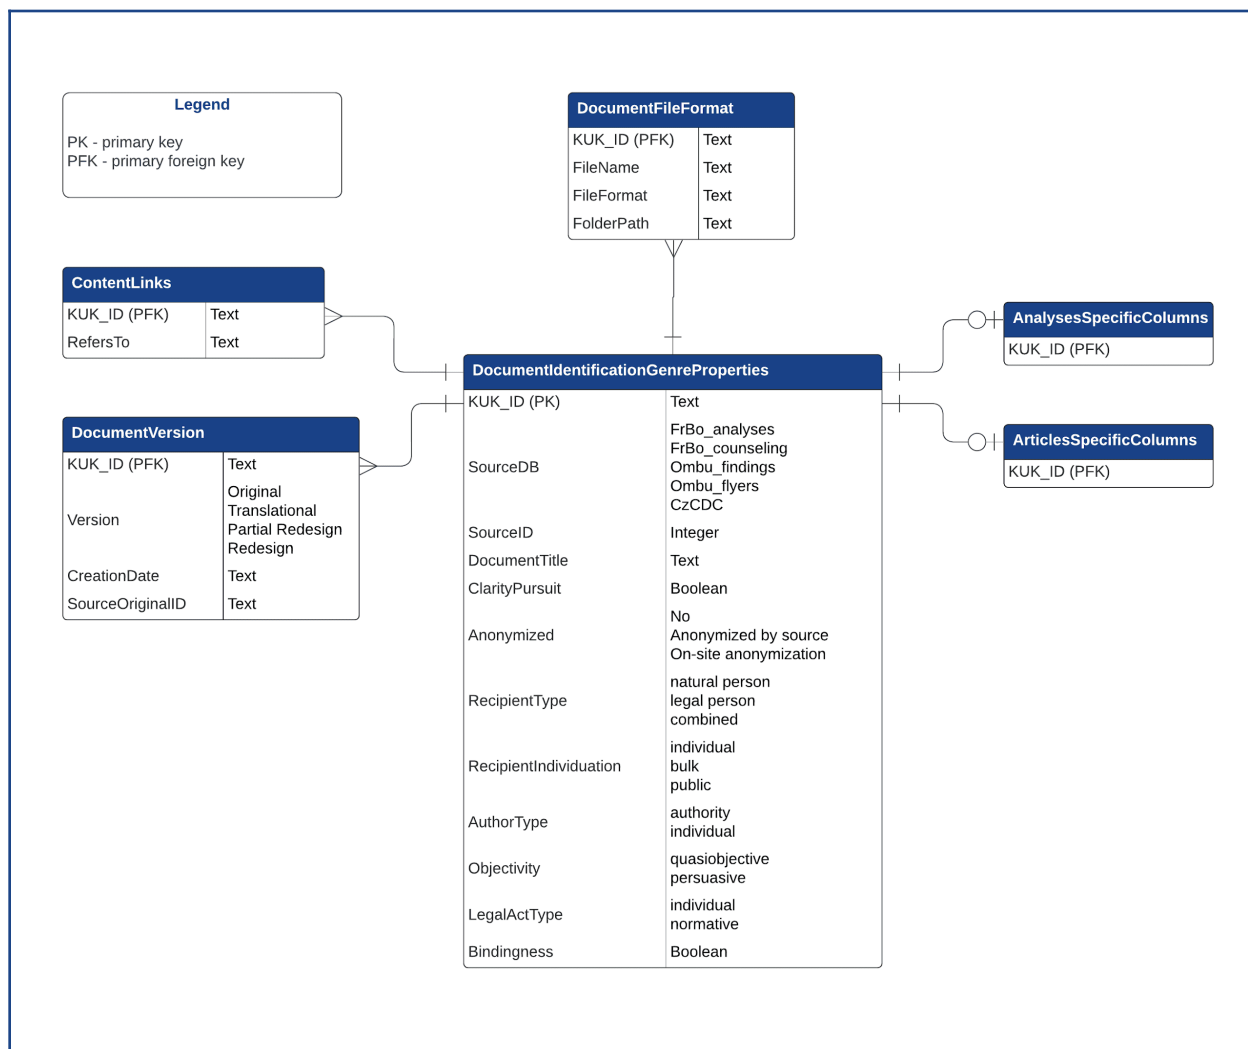 Legend
PK - primary key
PFK - primary foreign key
DocumentFileFormat
KUK_ID (PFK) Text
FileName Text
FileFormat Text
FolderPath Text
ContentLinks
KUK_ID (PFK) Text
RefersTo Text
DocumentVersion
KUK_ID (PFK) Text
Version
Original
Translational
Partial Redesign
Redesign
CreationDate Text
SourceOriginalID Text
DocumentIdentificationGenreProperties
KUK_ID (PK) Text
SourceDB
FrBo_analyses
FrBo_counseling
Ombu_findings
Ombu_flyers
CzCDC
SourceID Integer
DocumentTitle Text
ClarityPursuit Boolean
Anonymized
No
Anonymized by source
On-site anonymization
RecipientType
natural person
legal person
combined
RecipientIndividuation
individual
bulk
public
AuthorType
authority
individual
Objectivity
quasiobjective
persuasive
LegalActType
individual
normative
Bindingness Boolean
AnalysesSpecificColumns
KUK_ID (PFK)
ArticlesSpecificColumns
KUK_ID (PFK)